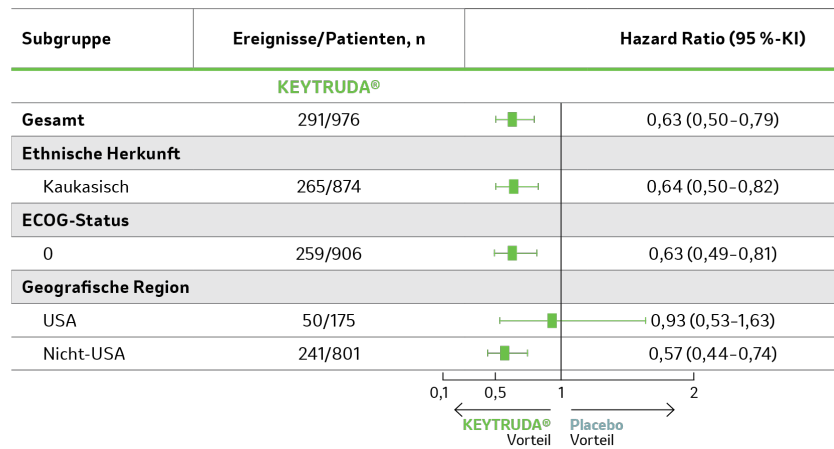 Subgruppe Ereignisse/Patienten, n Hazard Ratio (95 %-KI)
KEYTRUDA®
Gesamt 291/976 0,63 (0,50–0,79)
Ethnische Herkunft
Kaukasisch 265/874 0,64 (0,50–0,82)
ECOG-Status
0 259/906 0,63 (0,49–0,81)
Geografische Region
USA 50/175 0,93 (0,53–1,63)
Nicht-USA 241/801 0,57 (0,44–0,74)
0,1 0,5 1 2
KEYTRUDA® Placebo
Vorteil Vorteil